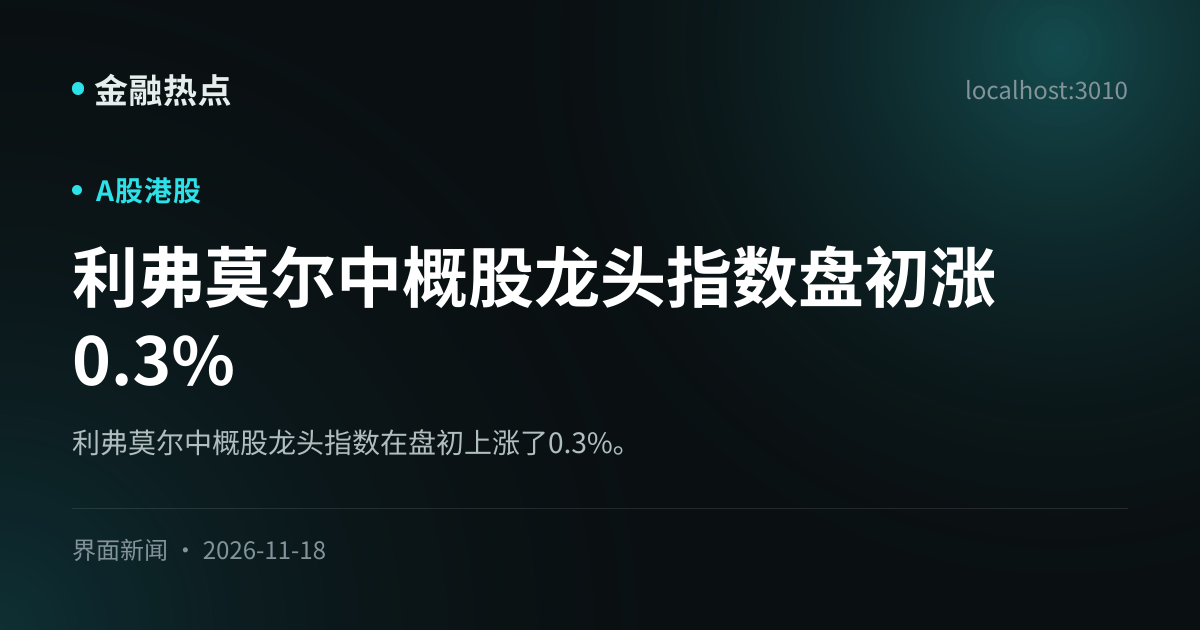 金融热点
localhost:3010
A股港股
利弗莫尔中概股龙头指数盘初涨
0.3%
利弗莫尔中概股龙头指数在盘初上涨了0.3%。
界面新闻 • 2026-11-18